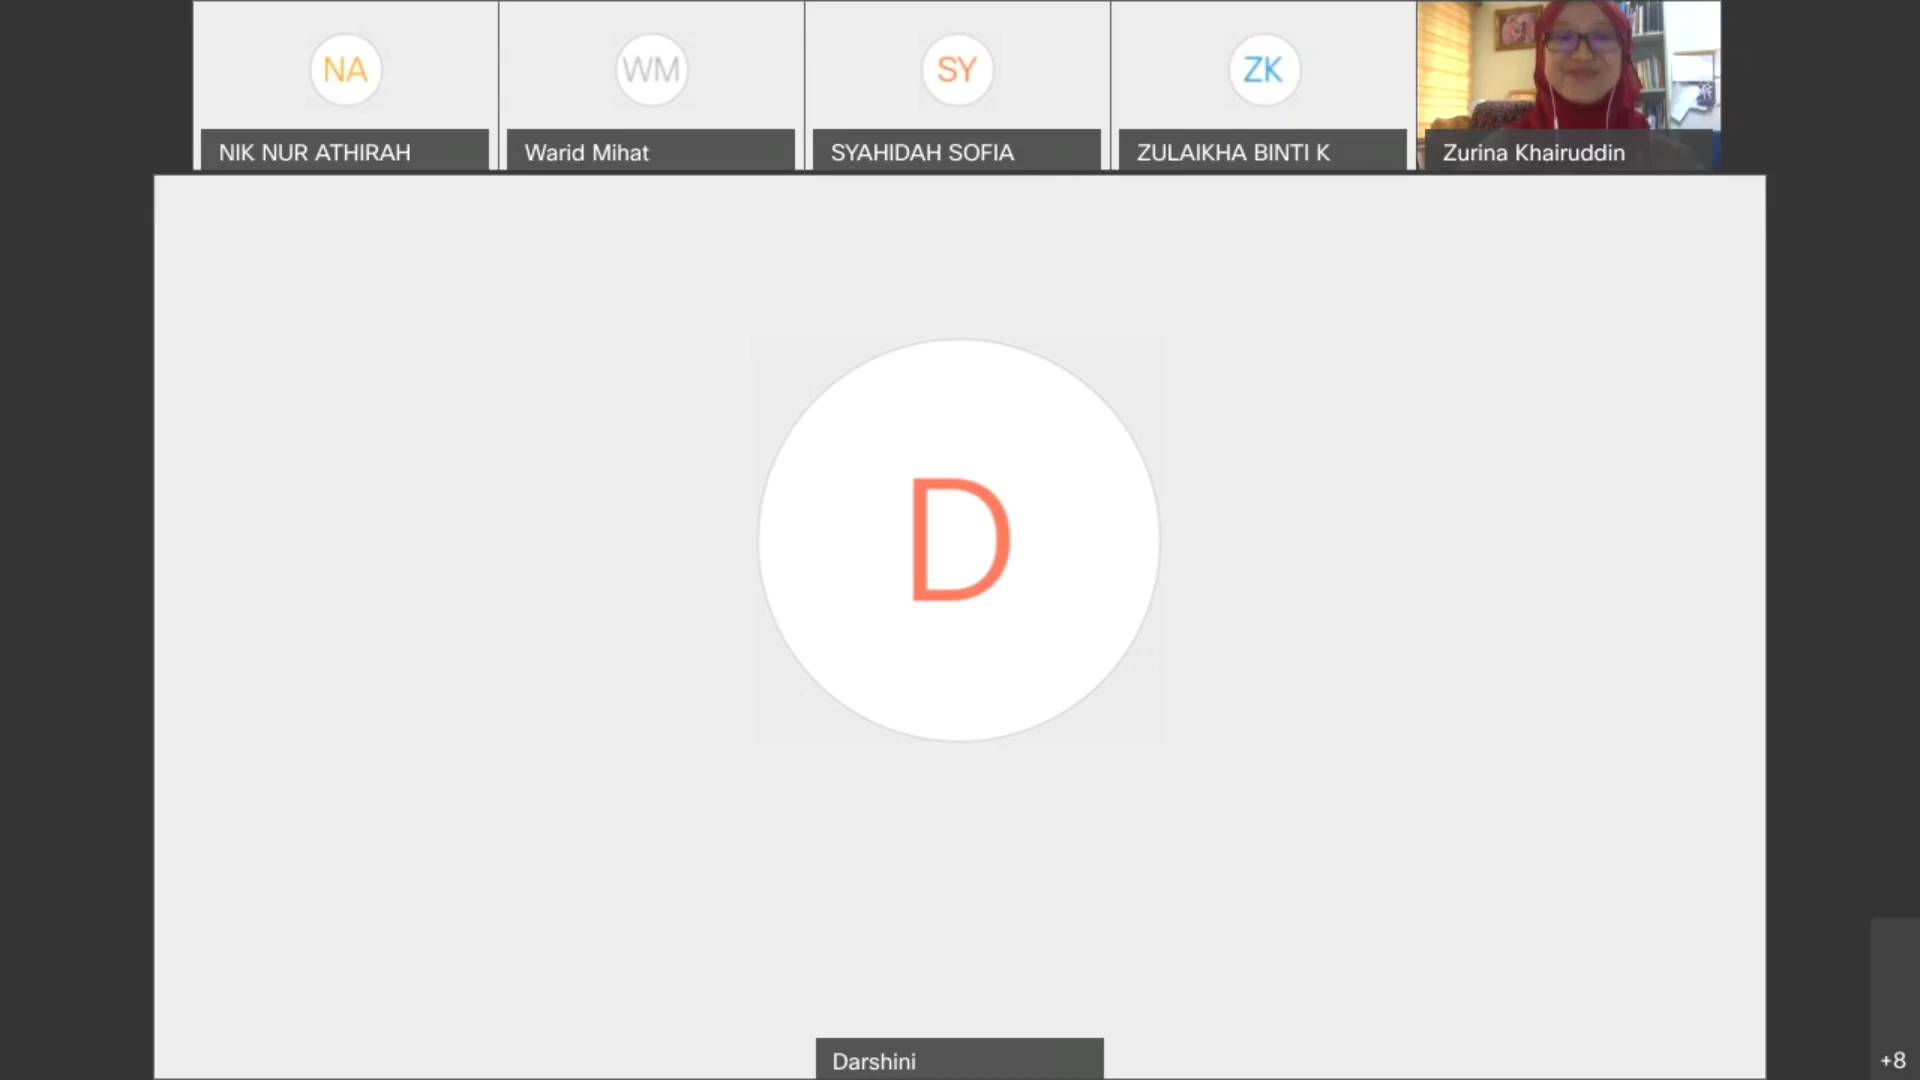 NA
WM
SY
ZK
NIK NUR ATHIRAH
Warid Mihat
SYAHIDAH SOFIA
ZULAIKHA BINTI K
Zurina Khairuddin
D
Darshini
+8